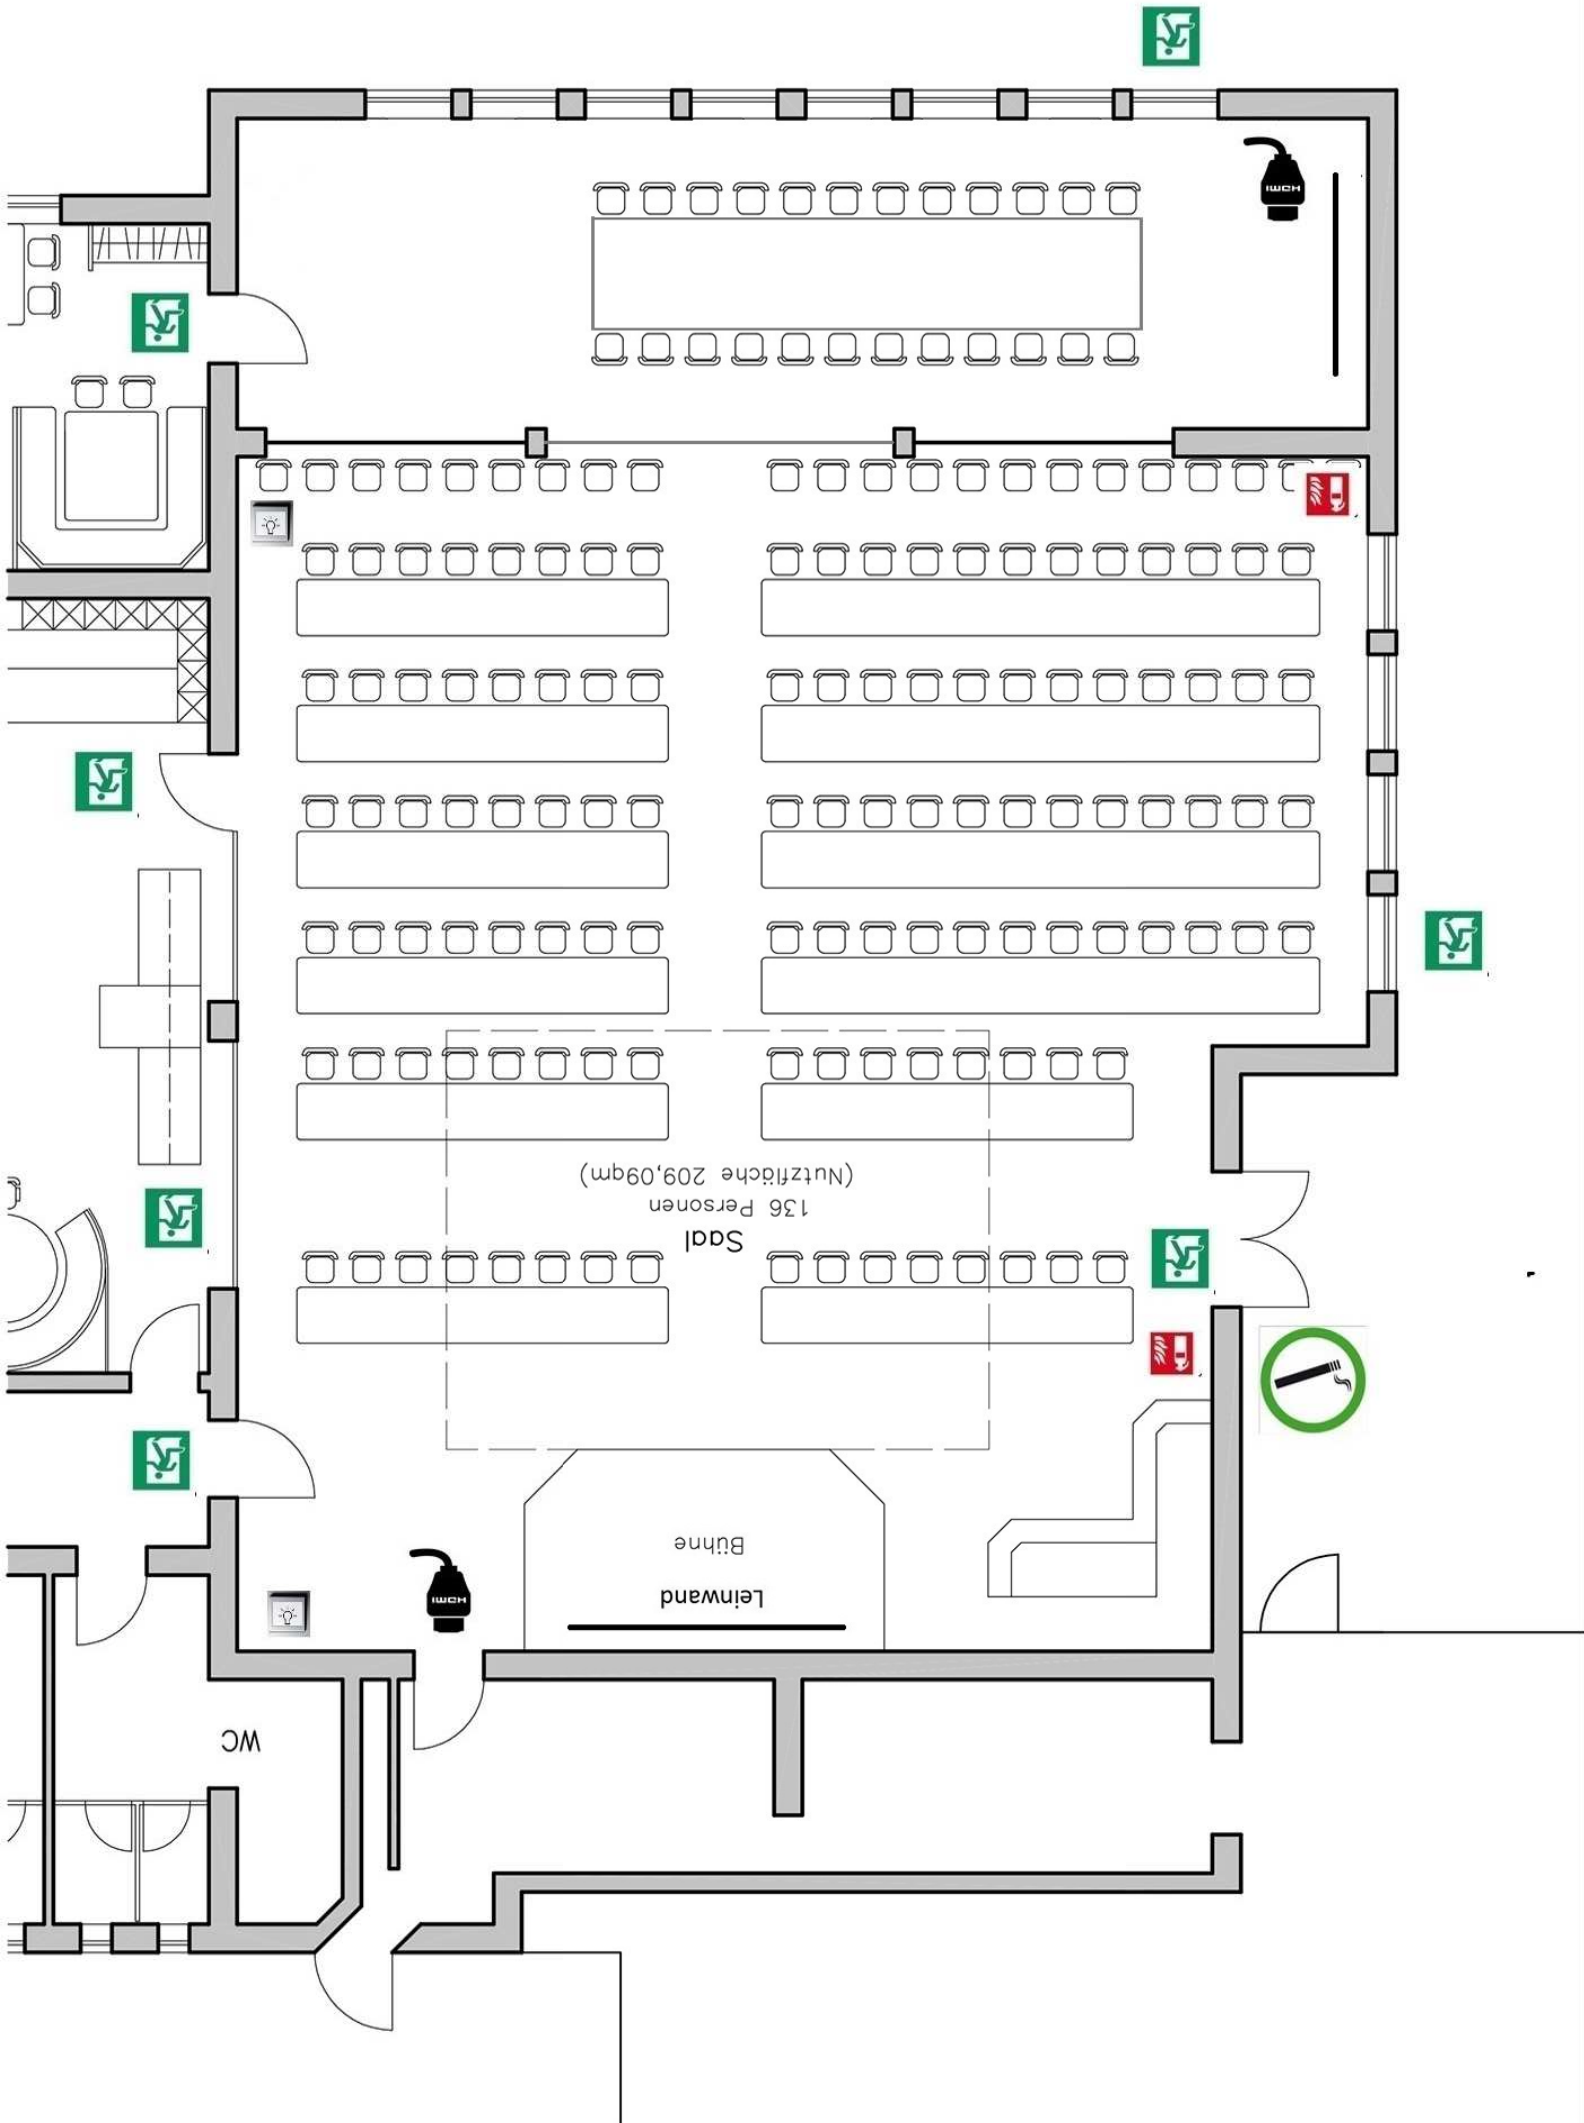 HDMI
WC
Leinwand
Bühne
Saal
136 Personen
(Nutzfläche 209,09qm)
HDMI